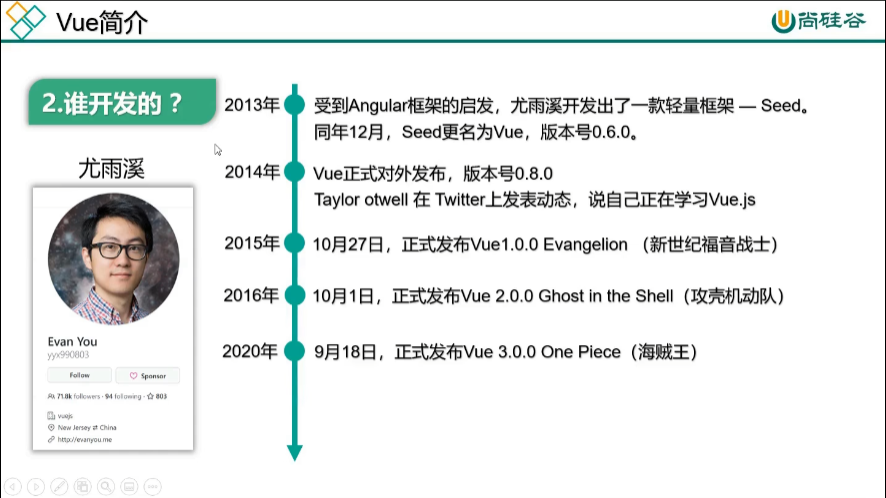 Vue简介
尚硅谷
2.谁开发的？
尤雨溪
Evan You
yyx990803
Follow
Sponsor
71.8k followers · 94 following · 803
vuejs
New Jersey ⇄ China
http://evanyou.me
2013年
受到Angular框架的启发，尤雨溪开发出了一款轻量框架 — Seed。
同年12月，Seed更名为Vue，版本号0.6.0。
2014年
Vue正式对外发布，版本号0.8.0
Taylor otwell 在 Twitter上发表动态，说自己正在学习Vue.js
2015年
10月27日，正式发布Vue1.0.0 Evangelion （新世纪福音战士）
2016年
10月1日，正式发布Vue 2.0.0 Ghost in the Shell（攻壳机动队）
2020年
9月18日，正式发布Vue 3.0.0 One Piece（海贼王）